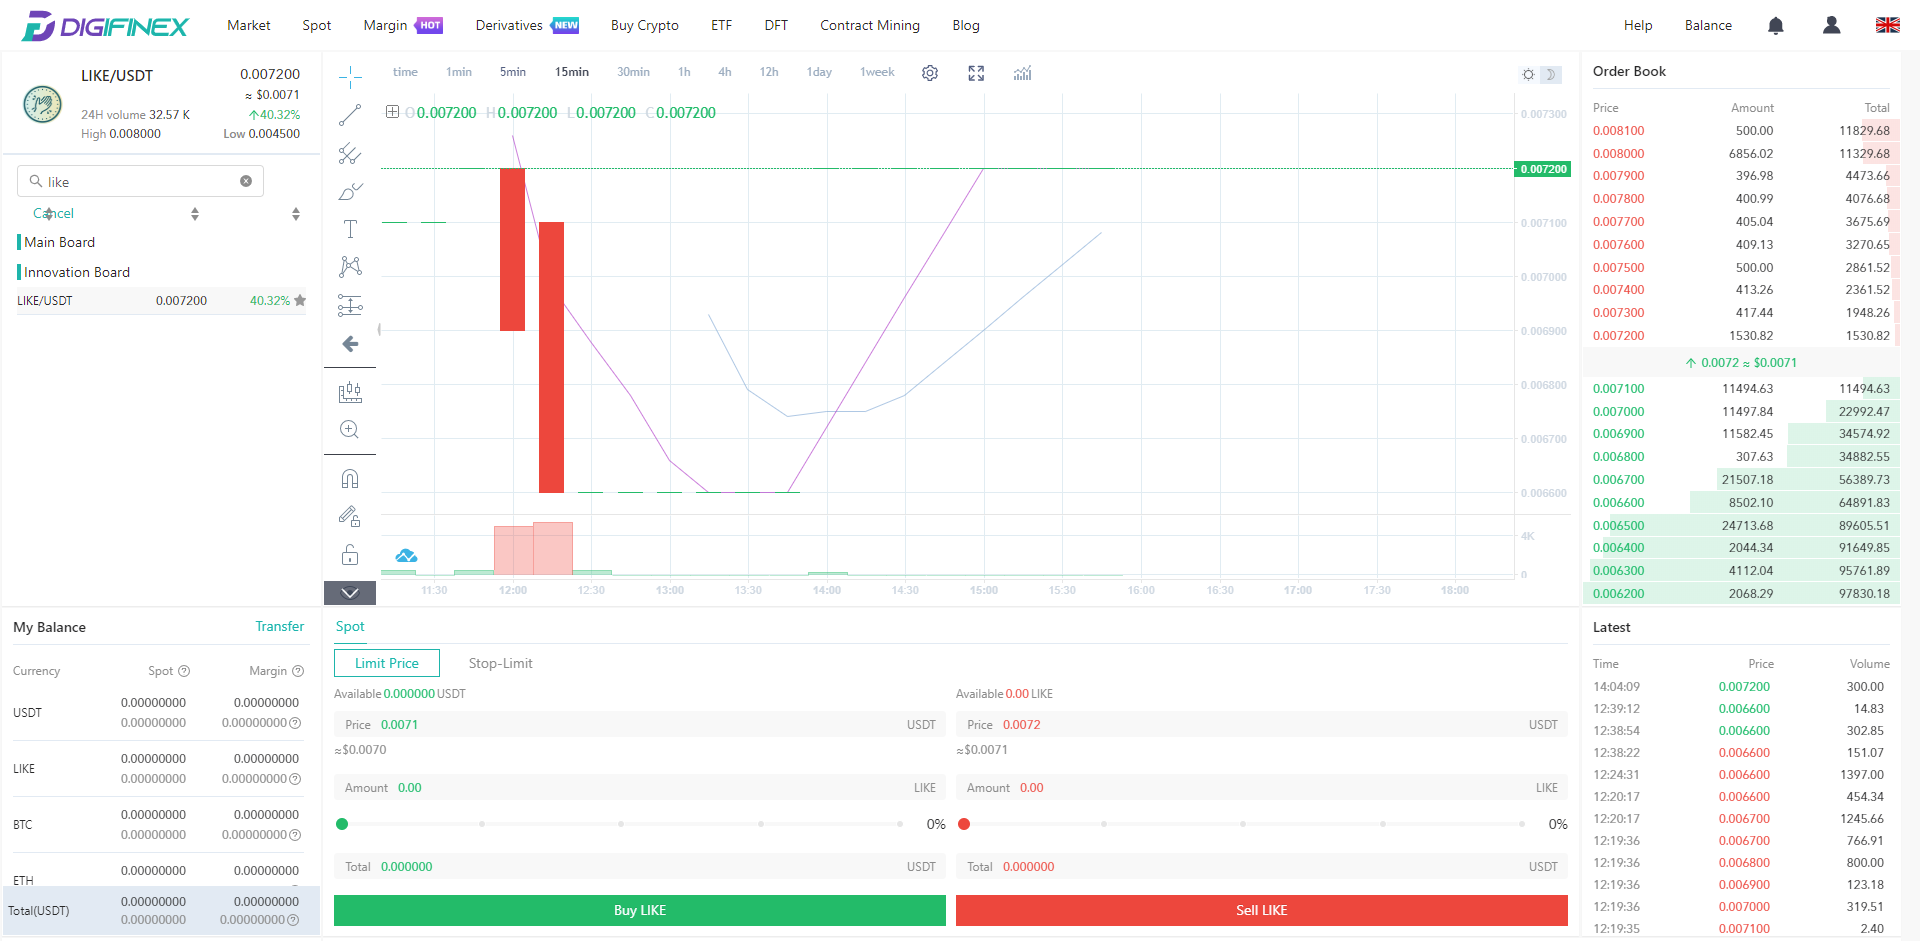 DIGIFINEX Market Spot Margin HOT Derivatives NEW Buy Crypto ETF DFT Contract Mining Blog Help Balance
LIKE/USDT 0.007200
≈ $0.0071
24H volume 32.57 K 40.32%
High 0.008000 Low 0.004500
like
Cancel
Main Board
Innovation Board
LIKE/USDT 0.007200 40.32%
time 1min 5min 15min 30min 1h 4h 12h 1day 1week
O0.007200 H0.007200 L0.007200 C0.007200
0.007300
0.007200
0.007100
0.007000
0.006900
0.006800
0.006700
0.006600
4K
0
11:30 12:00 12:30 13:00 13:30 14:00 14:30 15:00 15:30 16:00 16:30 17:00 17:30 18:00
Order Book
Price Amount Total
0.008100 500.00 11829.68
0.008000 6856.02 11329.68
0.007900 396.98 4473.66
0.007800 400.99 4076.68
0.007700 405.04 3675.69
0.007600 409.13 3270.65
0.007500 500.00 2861.52
0.007400 413.26 2361.52
0.007300 417.44 1948.26
0.007200 1530.82 1530.82
0.0072 ≈ $0.0071
0.007100 11494.63 11494.63
0.007000 11497.84 22992.47
0.006900 11582.45 34574.92
0.006800 307.63 34882.55
0.006700 21507.18 56389.73
0.006600 8502.10 64891.83
0.006500 24713.68 89605.51
0.006400 2044.34 91649.85
0.006300 4112.04 95761.89
0.006200 2068.29 97830.18
My Balance Transfer
Currency Spot Margin
USDT 0.00000000 0.00000000
0.00000000 0.00000000
LIKE 0.00000000 0.00000000
0.00000000 0.00000000
BTC 0.00000000 0.00000000
0.00000000 0.00000000
ETH 0.00000000 0.00000000
Total(USDT) 0.00000000 0.00000000
0.00000000 0.00000000
Spot
Limit Price Stop-Limit
Available 0.000000 USDT
Price 0.0071 USDT
≈$0.0070
Amount 0.00 LIKE
0%
Total 0.000000 USDT
Buy LIKE
Available 0.00 LIKE
Price 0.0072 USDT
≈$0.0071
Amount 0.00 LIKE
0%
Total 0.000000 USDT
Sell LIKE
Latest
Time Price Volume
14:04:09 0.007200 300.00
12:39:12 0.006600 14.83
12:38:54 0.006600 302.85
12:38:22 0.006600 151.07
12:24:31 0.006600 1397.00
12:20:17 0.006600 454.34
12:20:17 0.006700 1245.66
12:19:36 0.006700 766.91
12:19:36 0.006800 800.00
12:19:36 0.006900 123.18
12:19:36 0.007000 319.51
12:19:35 0.007100 2.40